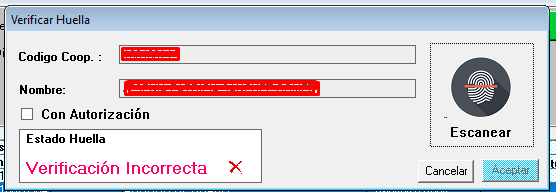 Verificar Huella
Codigo Coop. :
Nombre:
Con Autorización
Estado Huella
Verificación Incorrecta
Escanear
Cancelar
Aceptar